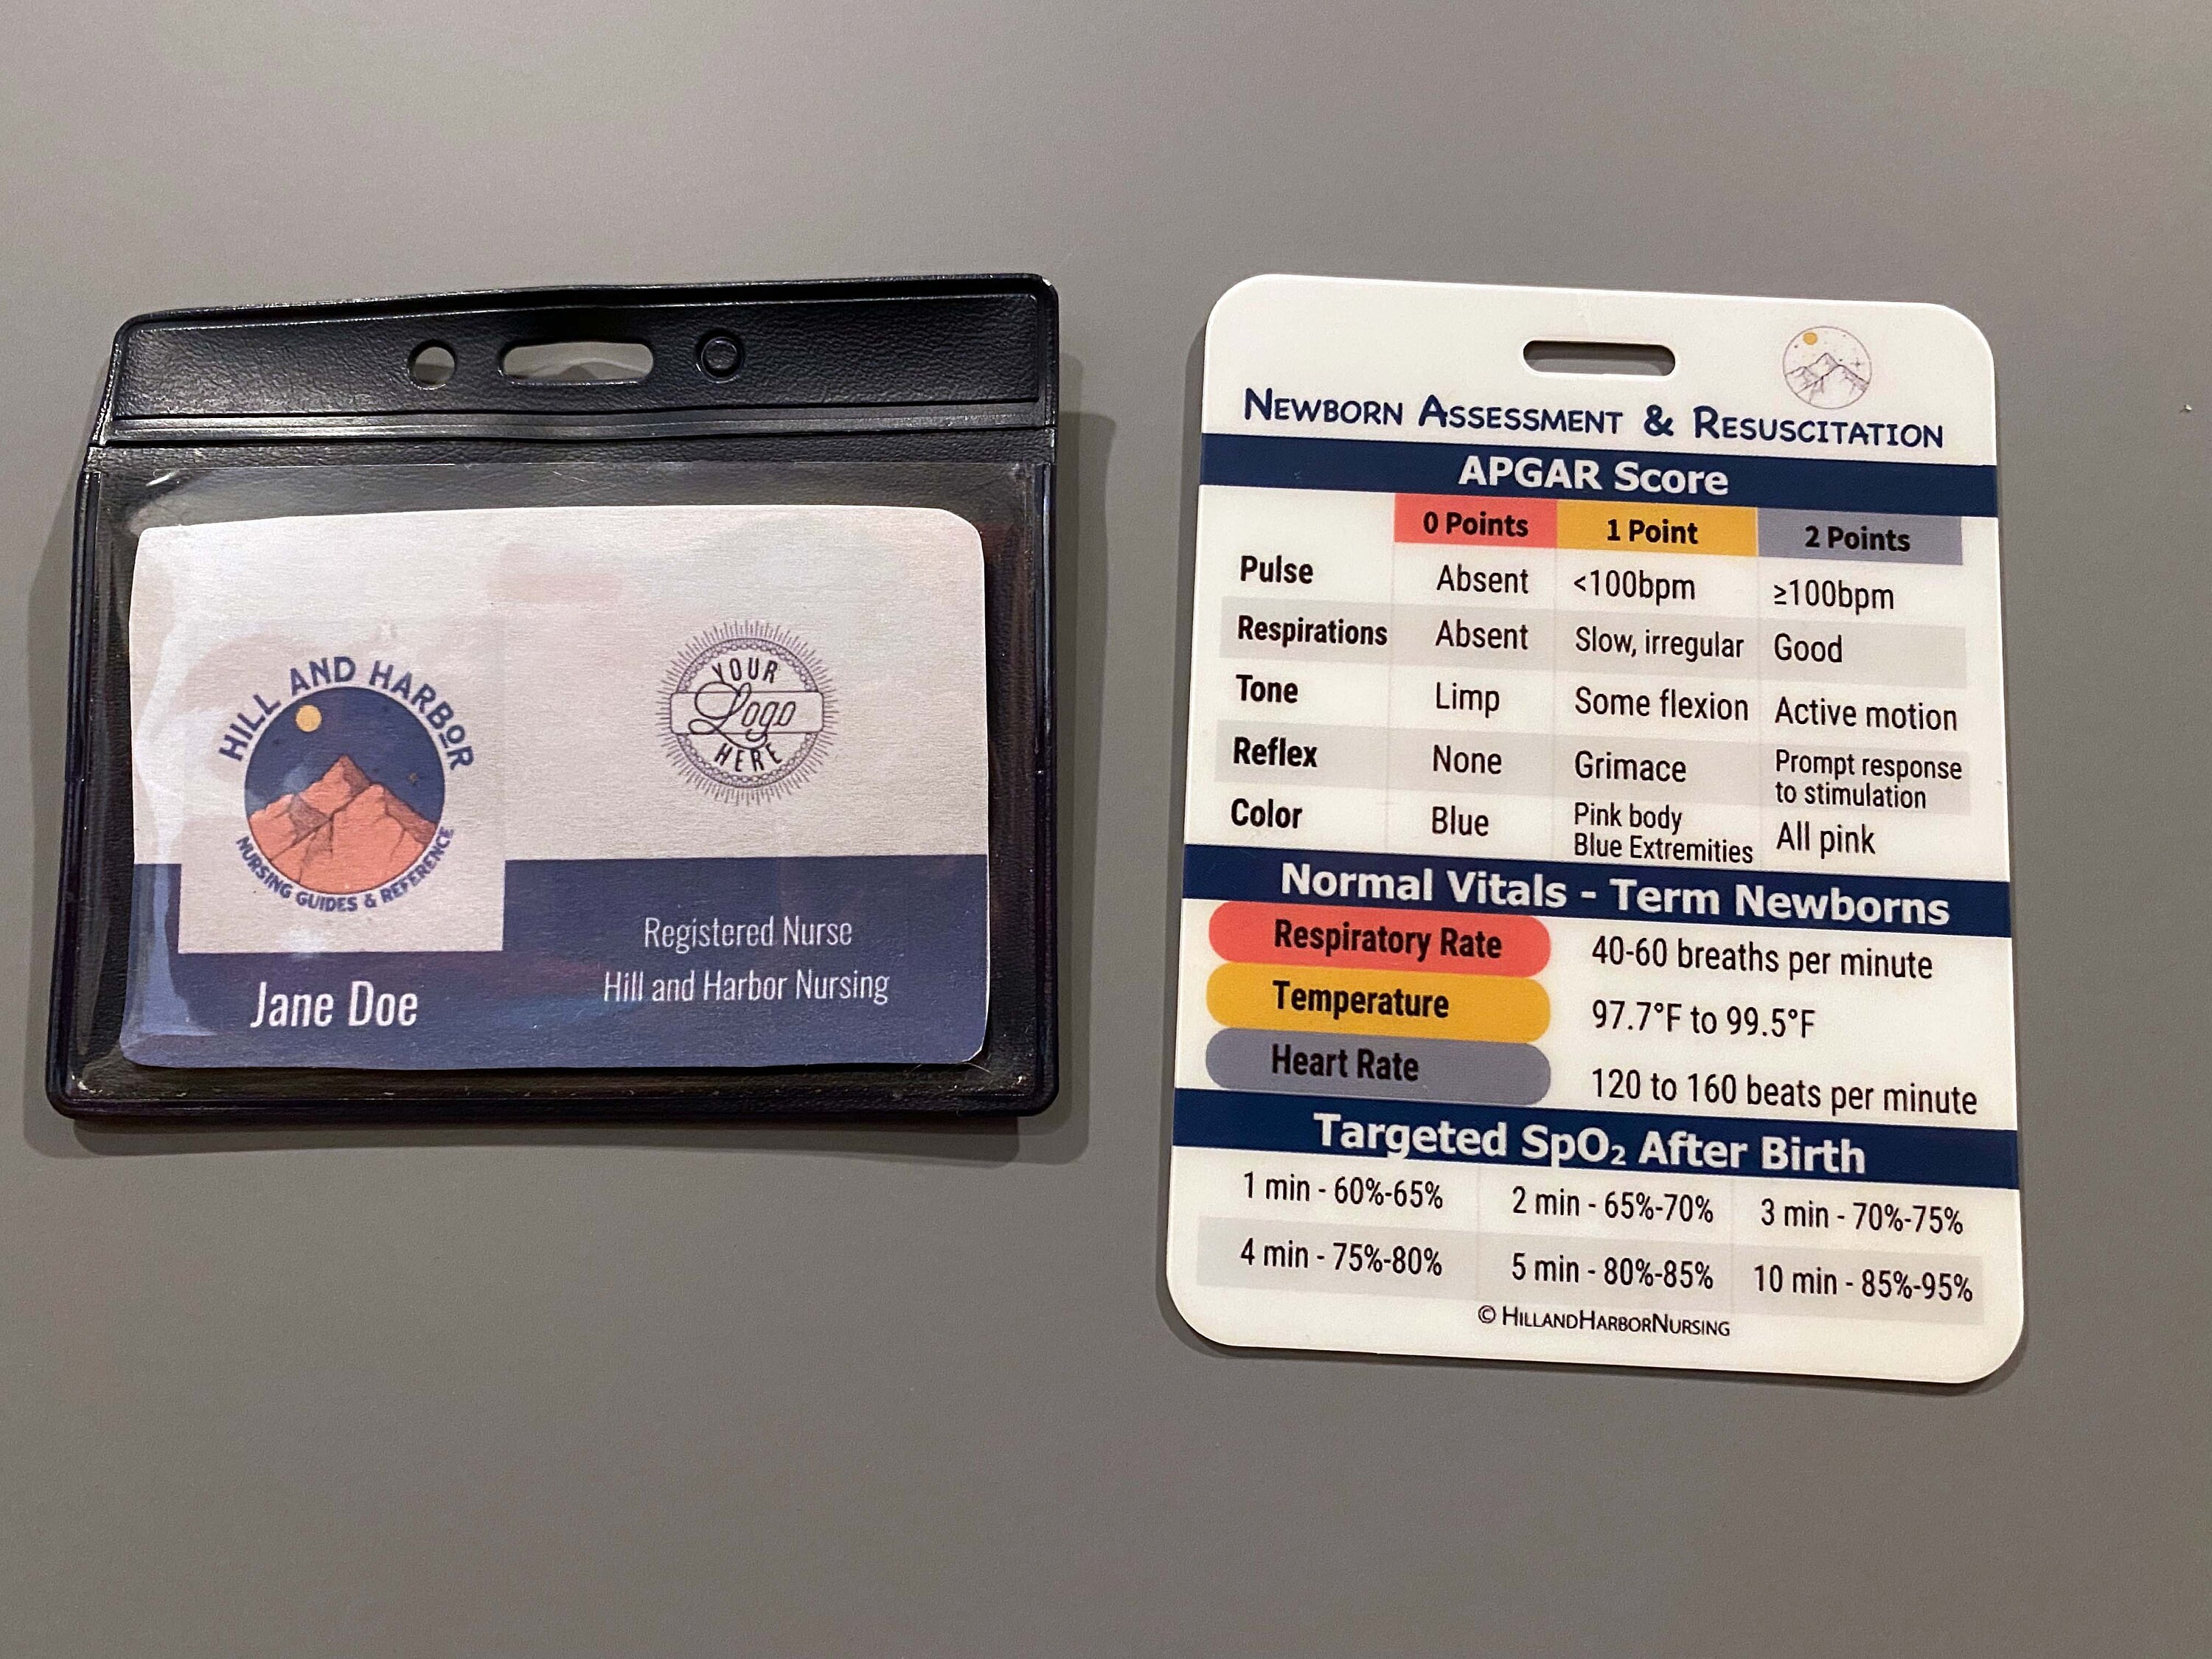 HILL AND HARBOR
NURSING GUIDES & REFERENCE
YOUR
Logo
HERE
Jane Doe
Registered Nurse
Hill and Harbor Nursing
NEWBORN ASSESSMENT & RESUSCITATION
APGAR Score
0 Points 1 Point 2 Points
Pulse Absent <100bpm ≥100bpm
Respirations Absent Slow, irregular Good
Tone Limp Some flexion Active motion
Reflex None Grimace Prompt response
to stimulation
Color Blue Pink body
Blue Extremities All pink
Normal Vitals - Term Newborns
Respiratory Rate 40-60 breaths per minute
Temperature 97.7°F to 99.5°F
Heart Rate 120 to 160 beats per minute
Targeted SpO₂ After Birth
1 min - 60%-65% 2 min - 65%-70% 3 min - 70%-75%
4 min - 75%-80% 5 min - 80%-85% 10 min - 85%-95%
© HILLANDHARBORNURSING